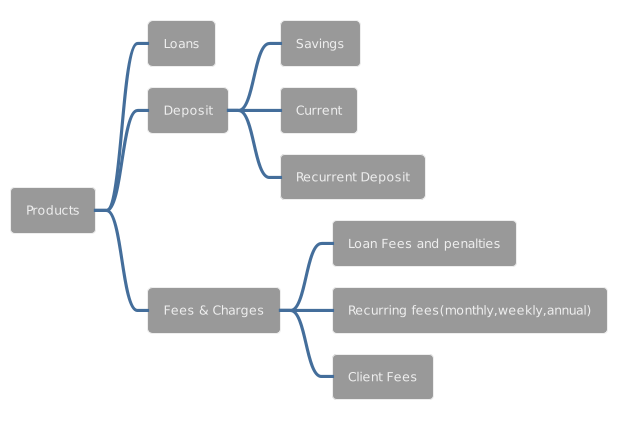 Loans
Savings
Deposit
Current
Recurrent Deposit
Products
Loan Fees and penalties
Fees & Charges
Recurring fees(monthly,weekly,annual)
Client Fees